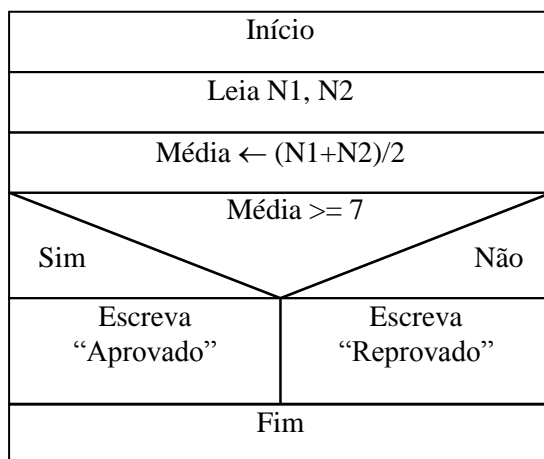 Início
Leia N1, N2
Média ← (N1+N2)/2
Média >= 7
Sim
Não
Escreva
“Aprovado”
Escreva
“Reprovado”
Fim